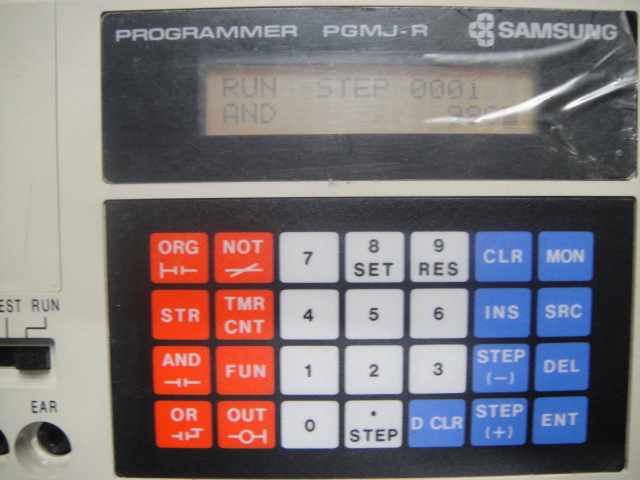 PROGRAMMER PGMJ-R SAMSUNG
RUN STEP 0001
AND
ORG NOT 7 8 SET 9 RES CLR MON
EST RUN
STR TMR CNT 4 5 6 INS SRC
AND FUN 1 2 3 STEP (-) DEL
EAR
OR OUT 0 • STEP D CLR STEP (+) ENT